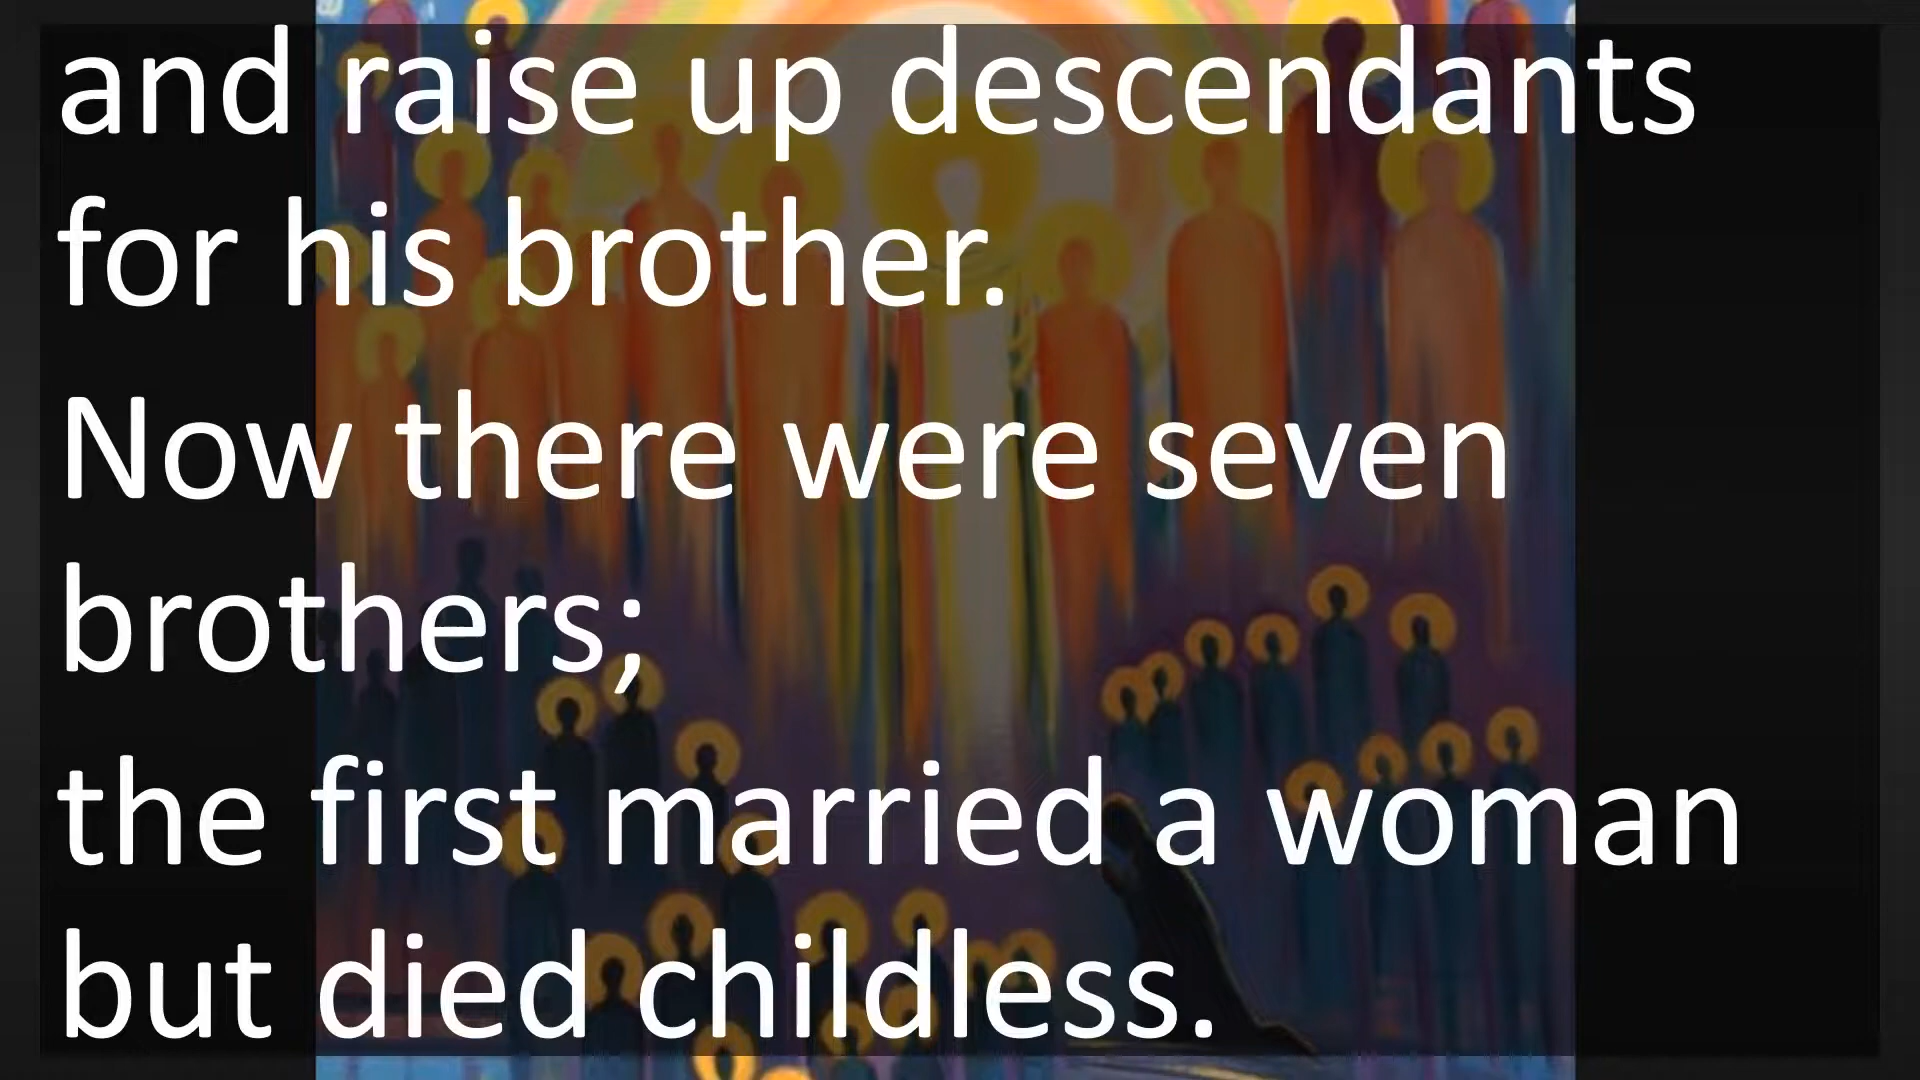 and raise up descendants
for his brother.
Now there were seven
brothers;
the first married a woman
but died childless.